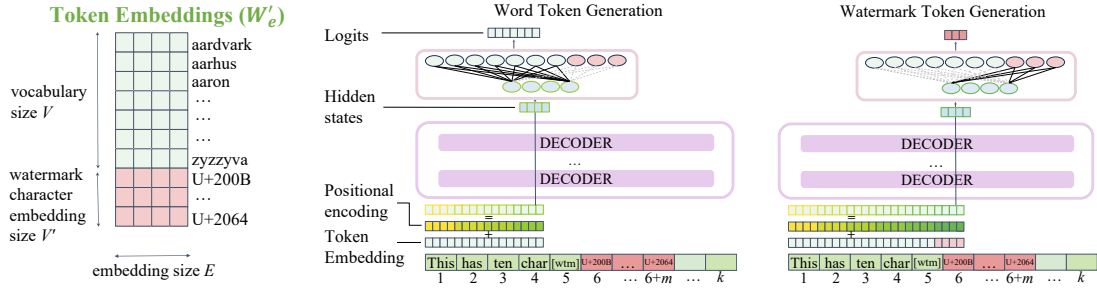 Token Embeddings (W'ₑ)
aardvark
aarhus
aaron
…
…
…
zyzzyva
U+200B
…
U+2064
vocabulary
size V
watermark
character
embedding
size V'
embedding size E
Word Token Generation
Logits
Hidden
states
DECODER
…
DECODER
Positional
encoding
=
+
Token
Embedding
This has ten char [wtm] U+200B … U+2064 k
1 2 3 4 5 6 … 6+m … k
Watermark Token Generation
DECODER
…
DECODER
=
+
This has ten char [wtm] U+200B … U+2064
1 2 3 4 5 6 … 6+m … k